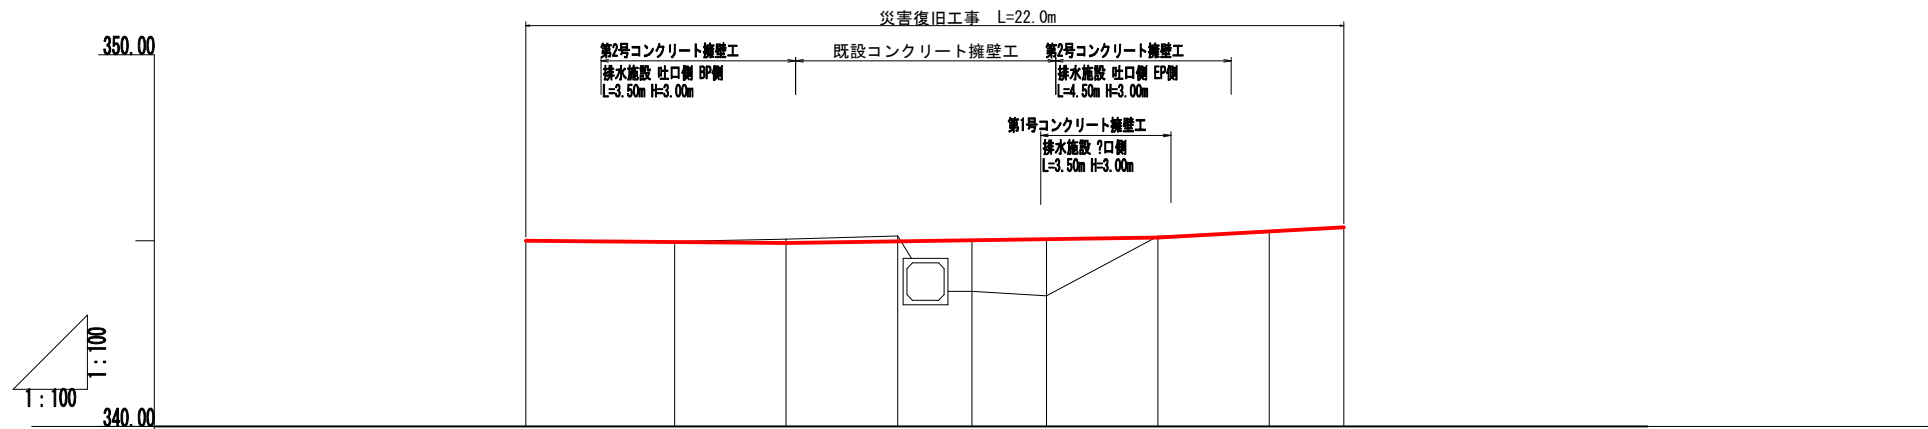 災害復旧工事 L=22.0m
350.00
第2号コンクリート擁壁工
排水施設 吐口側 BP側
L=3.50m H=3.00m
既設コンクリート擁壁工
第2号コンクリート擁壁工
排水施設 吐口側 EP側
L=4.50m H=3.00m
第1号コンクリート擁壁工
排水施設 ?口側
L=3.50m H=3.00m
1:100
1:100
340.00